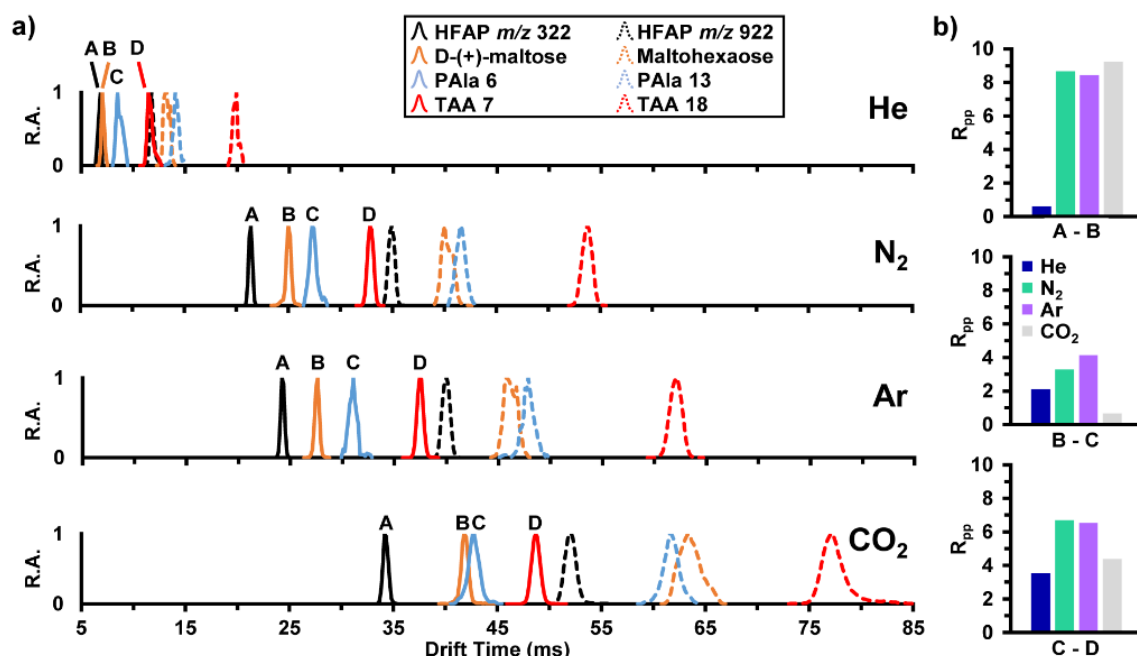 a)
HFAP m/z 322
HFAP m/z 922
D-(+)-maltose
Maltohexaose
PAla 6
PAla 13
TAA 7
TAA 18
A B D
C
1
0
R.A.
He
A B C D
1
0
R.A.
N₂
A B C D
1
0
R.A.
Ar
A B C D
1
0
R.A.
CO₂
5 15 25 35 45 55 65 75 85
Drift Time (ms)
b)
10
8
6
4
2
0
Rpp
A - B
10
8
6
4
2
0
Rpp
He
N₂
Ar
CO₂
B - C
10
8
6
4
2
0
Rpp
C - D